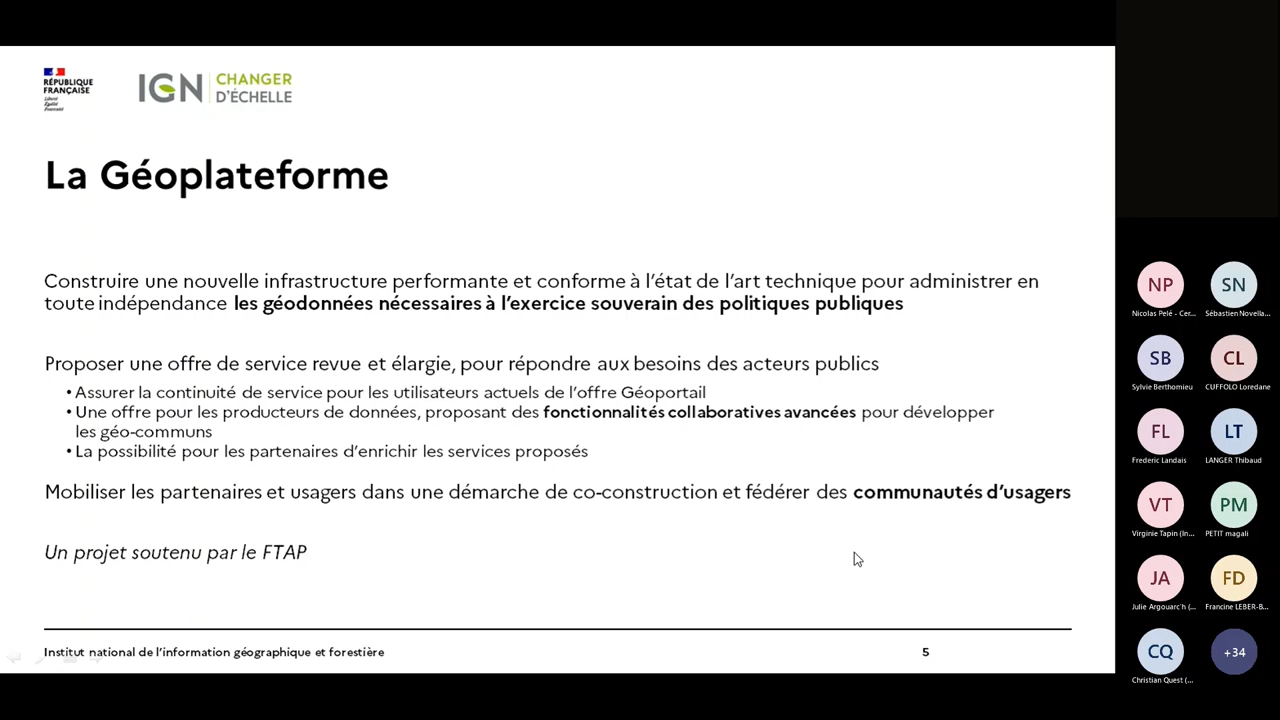 RÉPUBLIQUE
FRANÇAISE
Liberté
Égalité
Fraternité
IGN
CHANGER
D'ÉCHELLE
La Géoplateforme
Construire une nouvelle infrastructure performante et conforme à l'état de l'art technique pour administrer en
toute indépendance les géodonnées nécessaires à l'exercice souverain des politiques publiques
Proposer une offre de service revue et élargie, pour répondre aux besoins des acteurs publics
• Assurer la continuité de service pour les utilisateurs actuels de l'offre Géoportail
• Une offre pour les producteurs de données, proposant des fonctionnalités collaboratives avancées pour développer
les géo-communs
• La possibilité pour les partenaires d'enrichir les services proposés
Mobiliser les partenaires et usagers dans une démarche de co-construction et fédérer des communautés d'usagers
Un projet soutenu par le FTAP
Institut national de l'information géographique et forestière
5
NP
SN
Nicolas Pelé - Cer...
Sébastien Novella...
SB
CL
Sylvie Berthomieu
CUFFOLO Loredane
FL
LT
Frederic Landais
LANGER Thibaud
VT
PM
Virginie Tapin (In...
PETIT magali
JA
FD
Julie Argouarc'h (...
Francine LEBER-B...
CQ
+34
Christian Quest (...